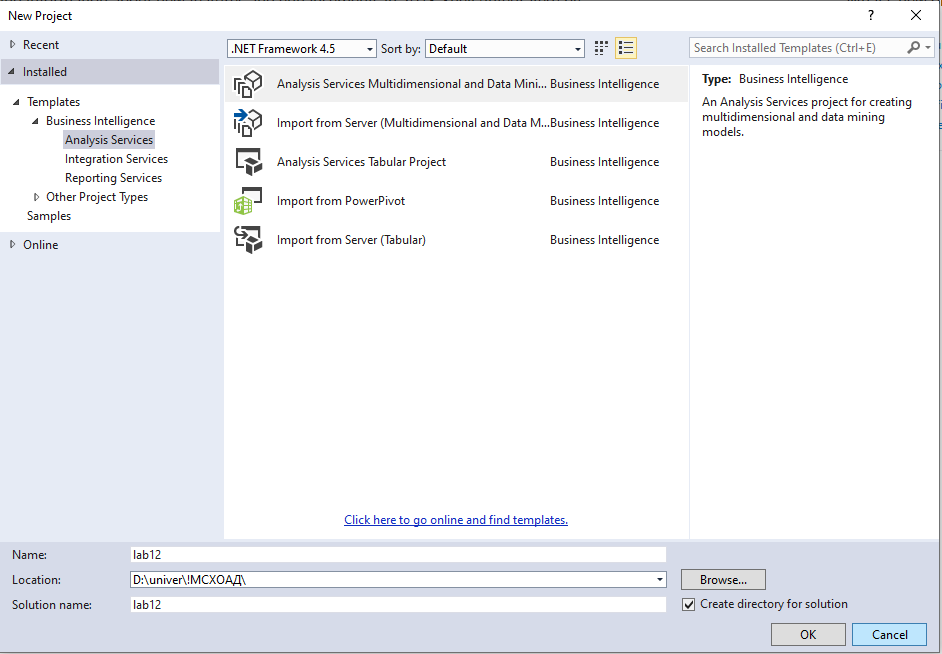 New Project
?
Recent
Installed
Templates
Business Intelligence
Analysis Services
Integration Services
Reporting Services
Other Project Types
Samples
Online
.NET Framework 4.5
Sort by:
Default
Search Installed Templates (Ctrl+E)
Analysis Services Multidimensional and Data Mini... Business Intelligence
Import from Server (Multidimensional and Data M... Business Intelligence
Analysis Services Tabular Project Business Intelligence
Import from PowerPivot Business Intelligence
Import from Server (Tabular) Business Intelligence
Click here to go online and find templates.
Type: Business Intelligence
An Analysis Services project for creating
multidimensional and data mining
models.
Name: lab12
Location: D:\univer\!МСХОАД\
Browse...
Solution name: lab12
Create directory for solution
OK
Cancel